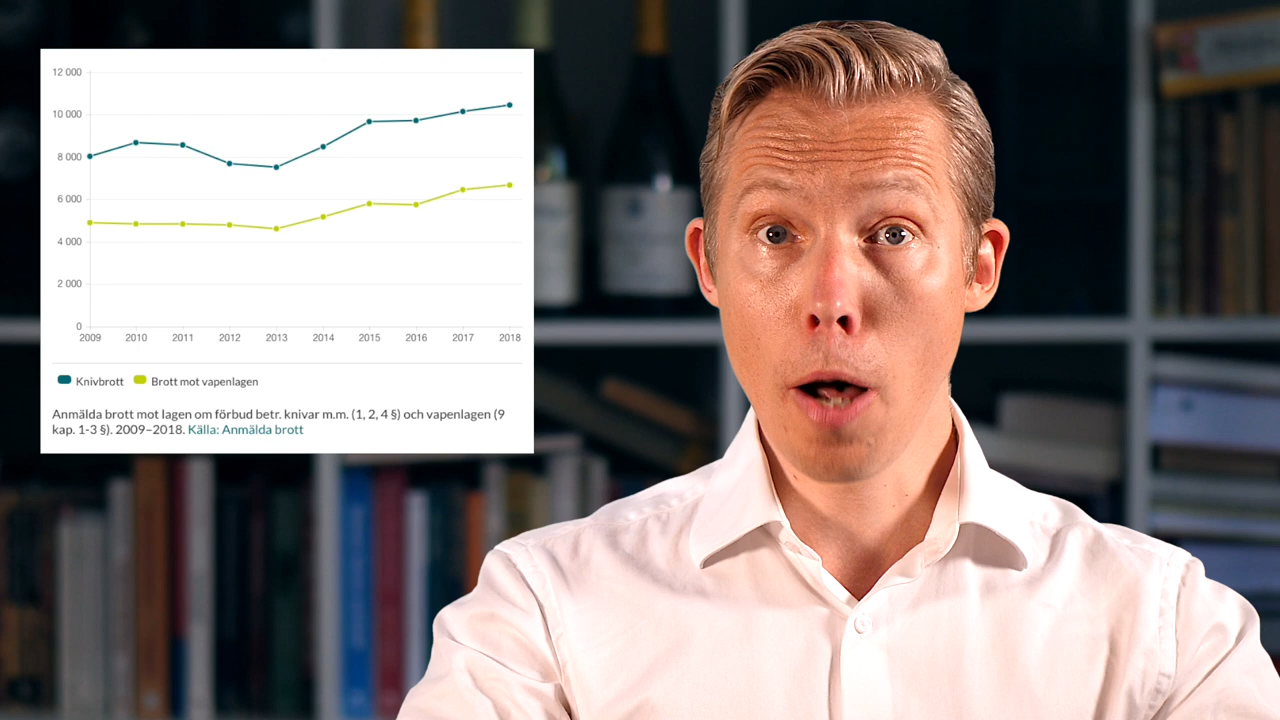 12 000
10 000
8 000
6 000
4 000
2 000
0
2009 2010 2011 2012 2013 2014 2015 2016 2017 2018
Knivbrott Brott mot vapenlagen
Anmälda brott mot lagen om förbud betr. knivar m.m. (1, 2, 4 §) och vapenlagen (9
kap. 1-3 §). 2009–2018. Källa: Anmälda brott